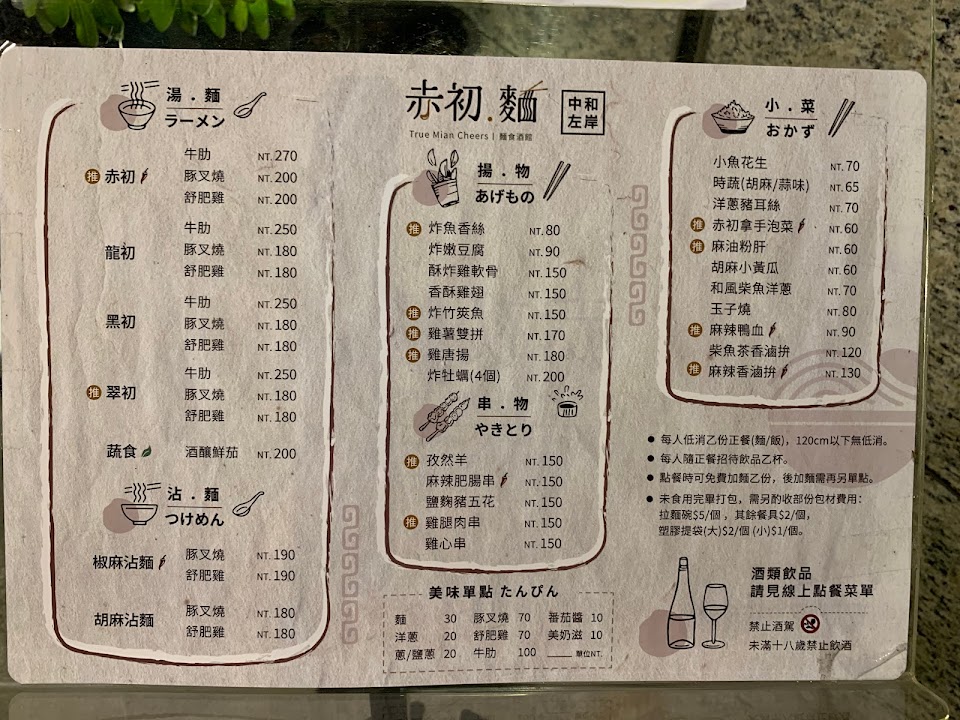 湯．麵
ラーメン
推 赤初
牛肋 NT. 270
豚叉燒 NT. 200
舒肥雞 NT. 200
龍初
牛肋 NT. 250
豚叉燒 NT. 180
舒肥雞 NT. 180
黑初
牛肋 NT. 250
豚叉燒 NT. 180
舒肥雞 NT. 180
推 翠初
牛肋 NT. 250
豚叉燒 NT. 180
舒肥雞 NT. 180
蔬食 酒釀鮮茄 NT. 200
沾．麵
つけめん
椒麻沾麵
豚叉燒 NT. 190
舒肥雞 NT. 190
胡麻沾麵
豚叉燒 NT. 180
舒肥雞 NT. 180
赤初.麵
中和
左岸
True Mian Cheers | 麵食酒館
揚．物
あげもの
推 炸魚香絲 NT. 80
炸嫩豆腐 NT. 90
酥炸雞軟骨 NT. 150
香酥雞翅 NT. 150
推 炸竹筴魚 NT. 150
推 雞薯雙拼 NT. 170
推 雞唐揚 NT. 180
炸牡蠣(4個) NT. 200
串．物
やきとり
推 孜然羊 NT. 150
麻辣肥腸串 NT. 150
鹽麴豬五花 NT. 150
推 雞腿肉串 NT. 150
雞心串 NT. 150
美味單點 たんぴん
麵 30 豚叉燒 70 番茄醬 10
洋蔥 20 舒肥雞 70 美奶滋 10
蔥/鹽蔥 20 牛肋 100 單位NT.
小．菜
おかず
小魚花生 NT. 70
時蔬(胡麻/蒜味) NT. 65
洋蔥豬耳絲 NT. 70
推 赤初拿手泡菜 NT. 60
推 麻油粉肝 NT. 60
胡麻小黃瓜 NT. 60
和風柴魚洋蔥 NT. 70
玉子燒 NT. 80
推 麻辣鴨血 NT. 90
柴魚茶香滷拚 NT. 120
推 麻辣香滷拚 NT. 130
● 每人低消乙份正餐(麵/飯)，120cm以下無低消。
● 每人隨正餐招待飲品乙杯。
● 點餐時可免費加麵乙份，後加麵需再另單點。
● 未食用完畢打包，需另酌收部份包材費用：
拉麵碗$5/個，其餘餐具$2/個，
塑膠提袋(大)$2/個 (小)$1/個。
酒類飲品
請見線上點餐菜單
禁止酒駕
未滿十八歲禁止飲酒